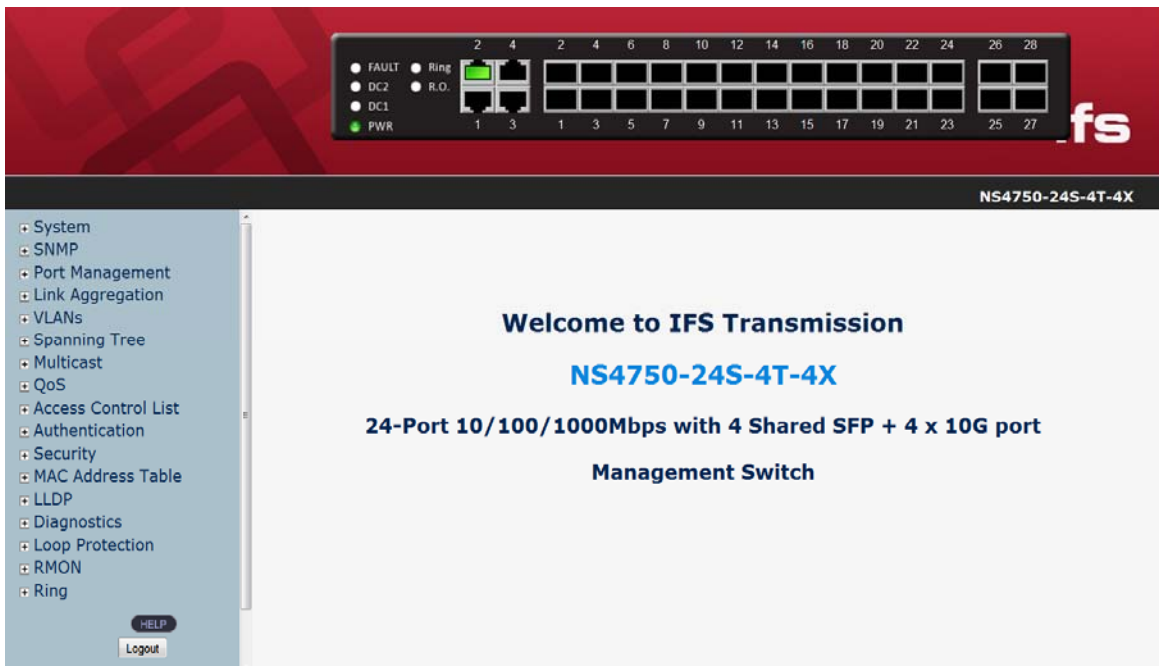 2 4 2 4 6 8 10 12 14 16 18 20 22 24 26 28
FAULT Ring
DC2 R.O.
DC1
PWR 1 3 1 3 5 7 9 11 13 15 17 19 21 23 25 27
ifs
NS4750-24S-4T-4X
System
SNMP
Port Management
Link Aggregation
VLANs
Spanning Tree
Multicast
QoS
Access Control List
Authentication
Security
MAC Address Table
LLDP
Diagnostics
Loop Protection
RMON
Ring
HELP
Logout
Welcome to IFS Transmission
NS4750-24S-4T-4X
24-Port 10/100/1000Mbps with 4 Shared SFP + 4 x 10G port
Management Switch